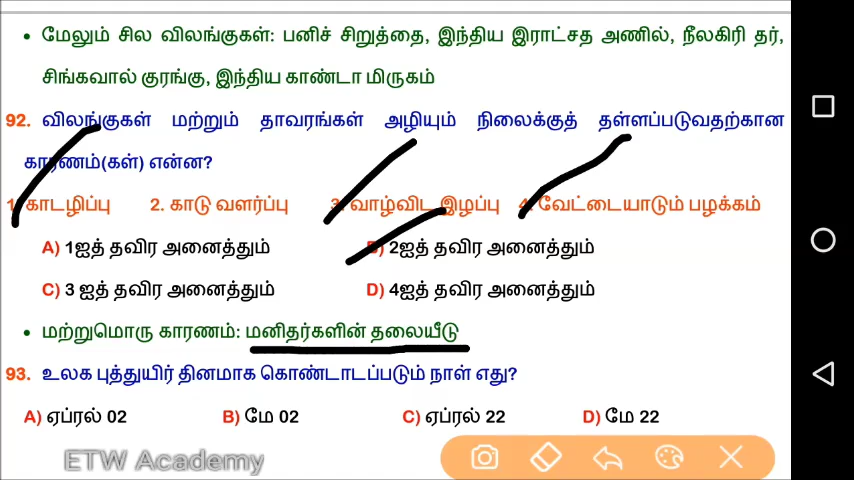 • மேலும் சில விலங்குகள்: பனிச் சிறுத்தை, இந்திய இராட்சத அணில், நீலகிரி தர்,
சிங்கவால் குரங்கு, இந்திய காண்டா மிருகம்
92. விலங்குகள் மற்றும் தாவரங்கள் அழியும் நிலைக்குத் தள்ளப்படுவதற்கான
காரணம்(கள்) என்ன?
1. காடழிப்பு 2. காடு வளர்ப்பு 3. வாழ்விட இழப்பு 4. வேட்டையாடும் பழக்கம்
A) 1ஐத் தவிர அனைத்தும் B) 2ஐத் தவிர அனைத்தும்
C) 3 ஐத் தவிர அனைத்தும் D) 4ஐத் தவிர அனைத்தும்
• மற்றுமொரு காரணம்: மனிதர்களின் தலையீடு
93. உலக புத்துயிர் தினமாக கொண்டாடப்படும் நாள் எது?
A) ஏப்ரல் 02 B) மே 02 C) ஏப்ரல் 22 D) மே 22
ETW Academy